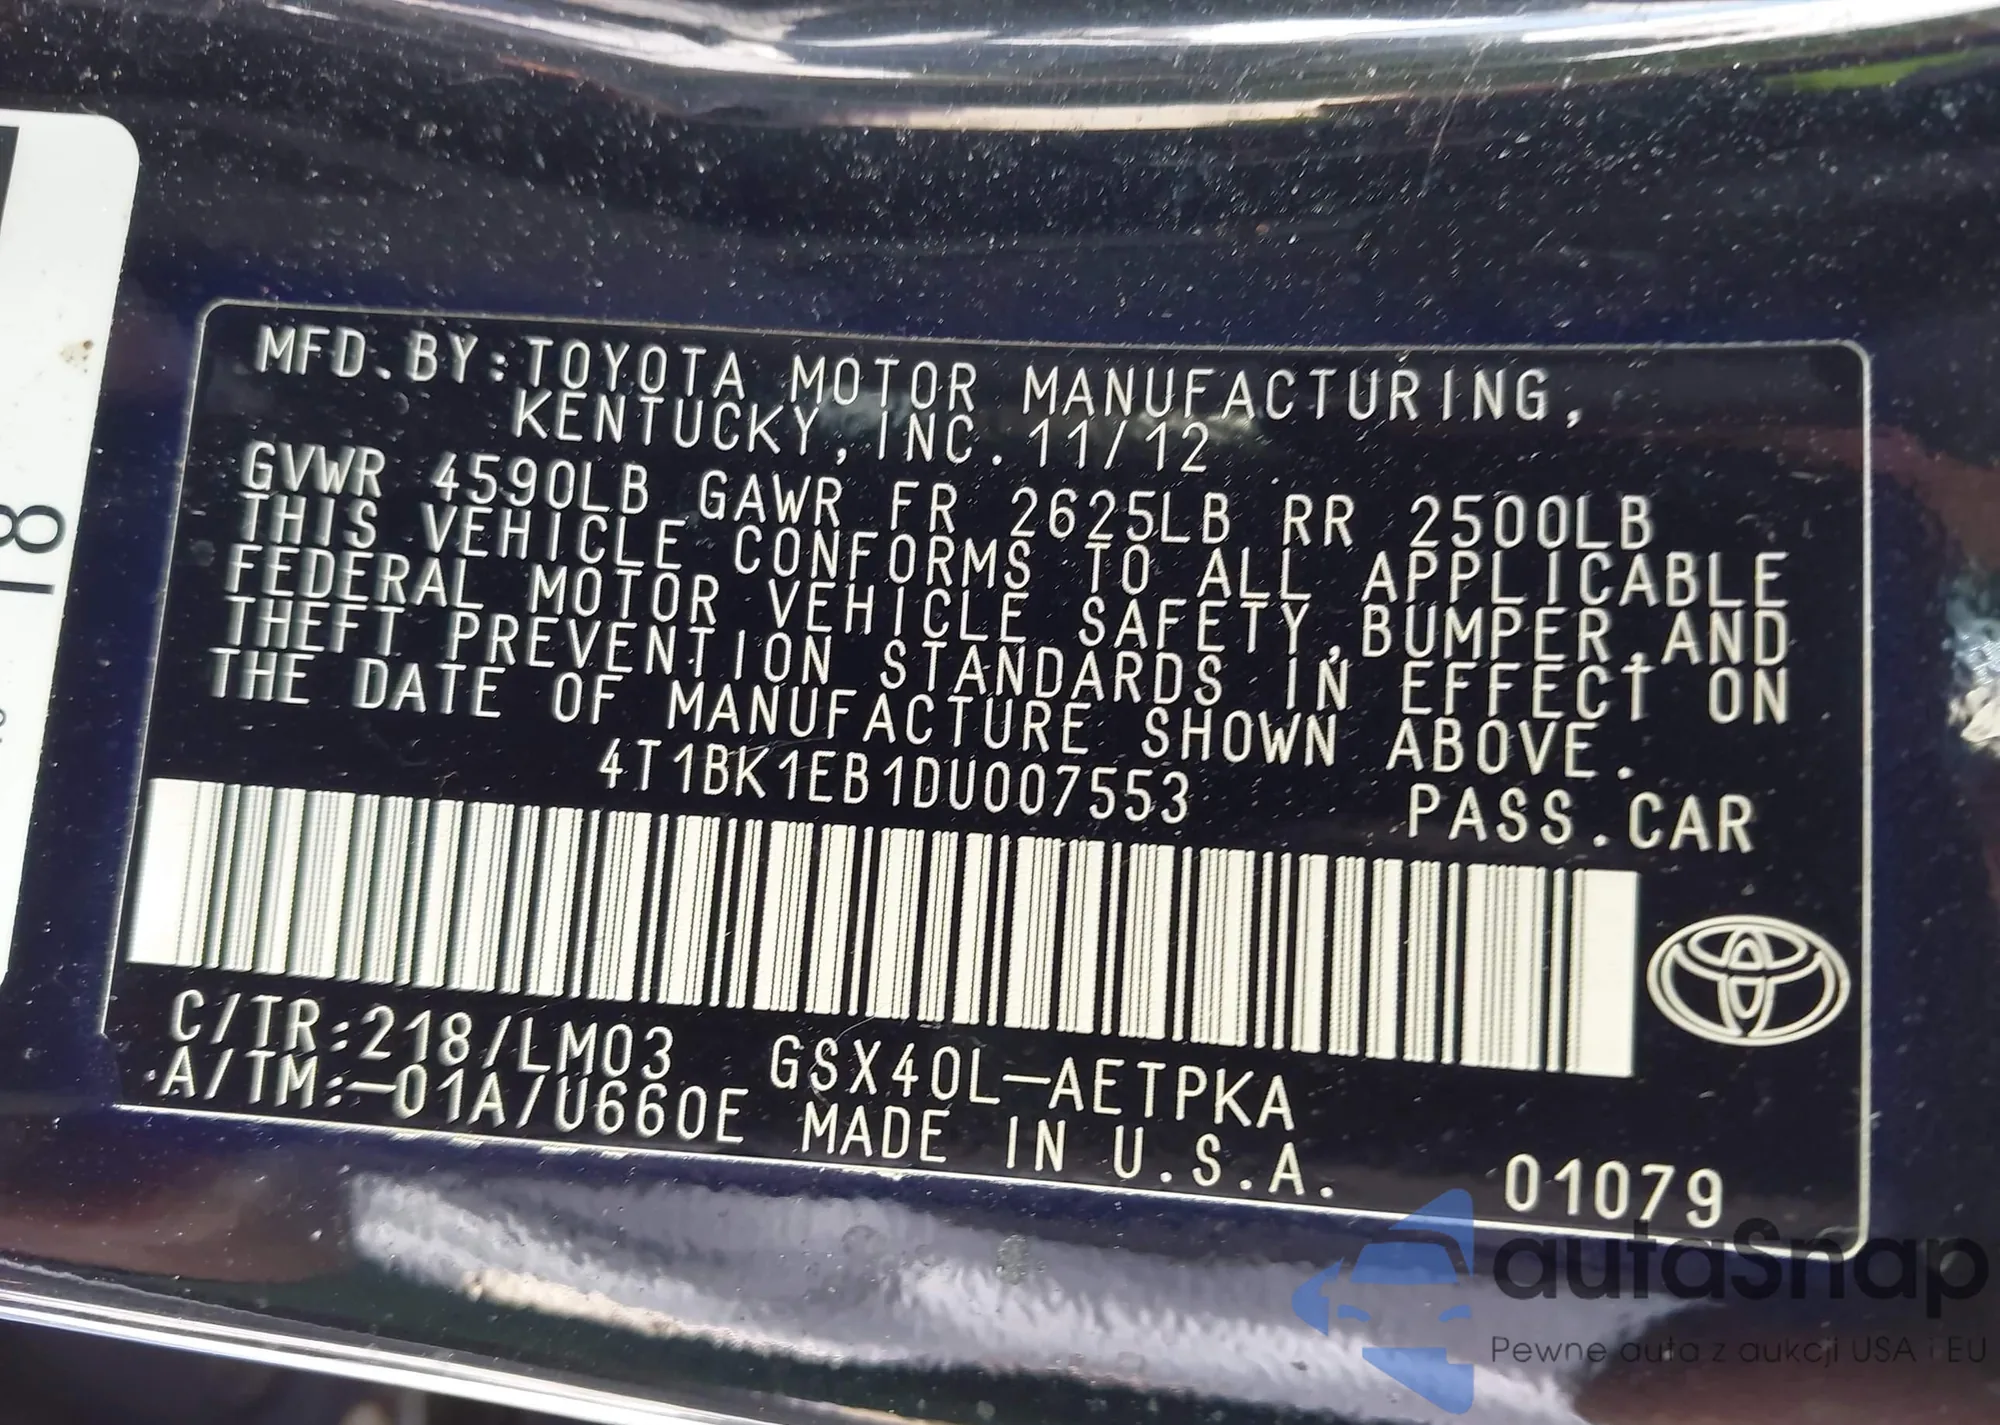 MFD.BY:TOYOTA MOTOR MANUFACTURING,
KENTUCKY,INC.11/12
GVWR 4590LB GAWR FR 2625LB RR 2500LB
THIS VEHICLE CONFORMS TO ALL APPLICABLE
FEDERAL MOTOR VEHICLE SAFETY,BUMPER,AND
THEFT PREVENTION STANDARDS IN EFFECT ON
THE DATE OF MANUFACTURE SHOWN ABOVE.
4T1BK1EB1DU007553 PASS.CAR
C/TR:218/LM03 GSX40L-AETPKA
A/TM:-01A/U660E MADE IN U.S.A. 01079
8
autaSnap
Pewne auta z aukcji USA i EU